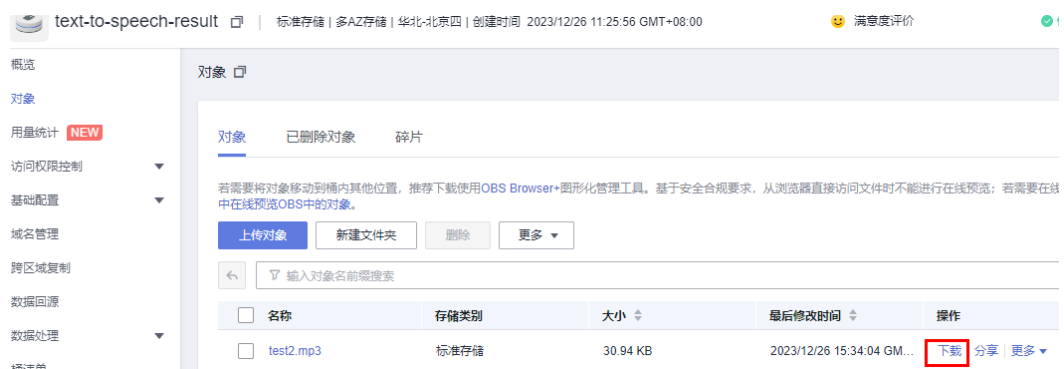 text-to-speech-result | 标准存储 | 多AZ存储 | 华北-北京四 | 创建时间 2023/12/26 11:25:56 GMT+08:00 满意度评价
概览
对象
用量统计 NEW
访问权限控制
基础配置
域名管理
跨区域复制
数据回源
数据处理
对象
对象 已删除对象 碎片
若需要将对象移动到桶内其他位置，推荐下载使用OBS Browser+图形化管理工具。基于安全合规要求，从浏览器直接访问文件时不能进行在线预览；若需要在线
中在线预览OBS中的对象。
上传对象 新建文件夹 删除 更多
输入对象名前缀搜索
名称 存储类别 大小 最后修改时间 操作
test2.mp3 标准存储 30.94 KB 2023/12/26 15:34:04 GM... 下载 分享 更多